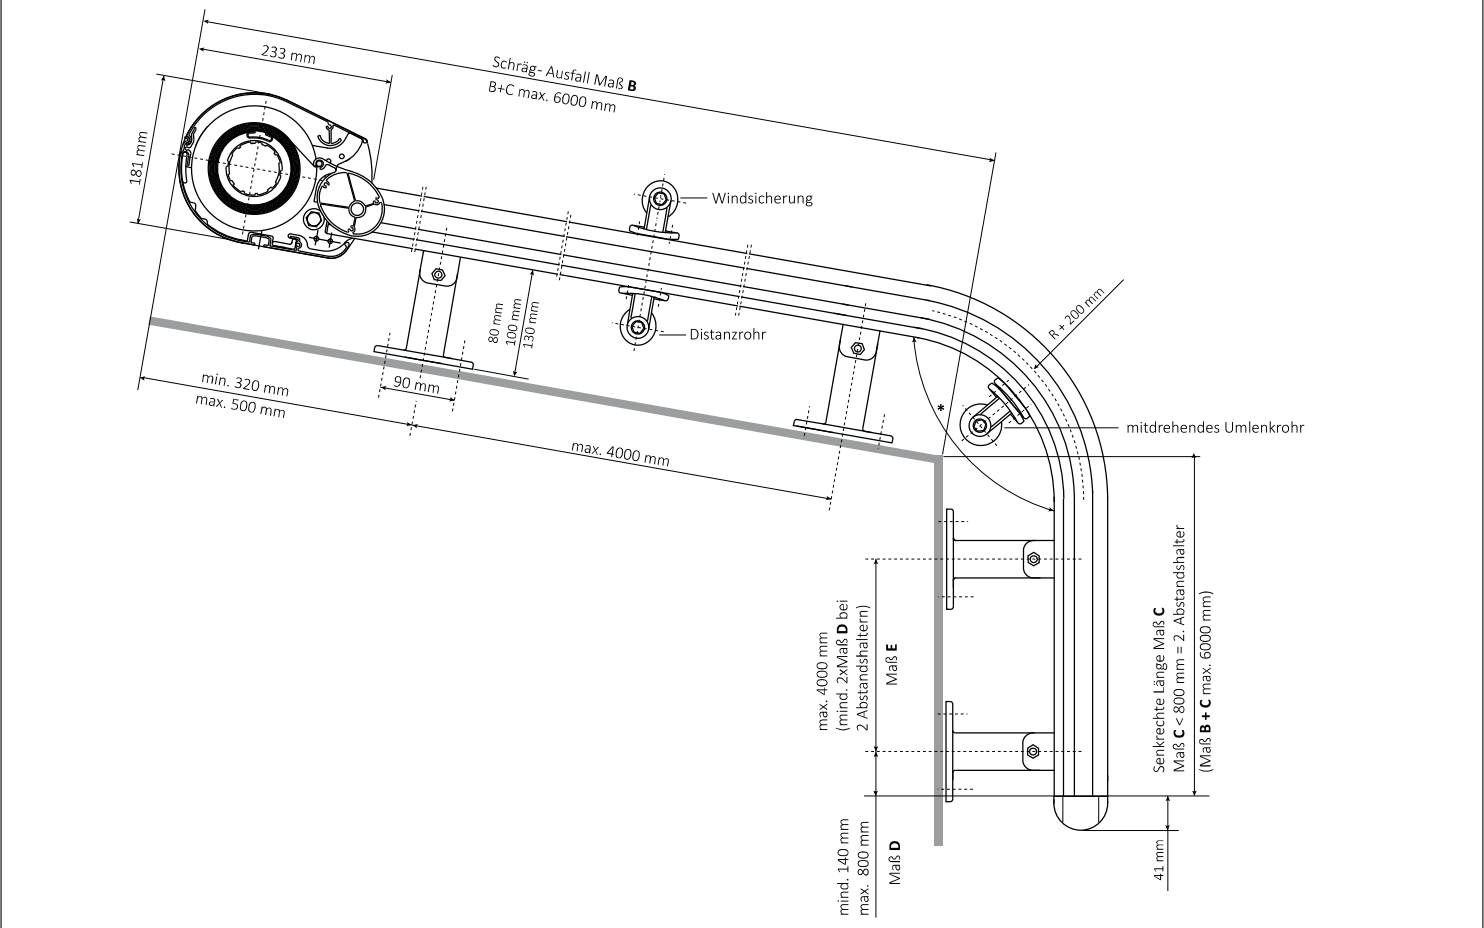 233 mm
Schräg- Ausfall Maß B
B+C max. 6000 mm
181 mm
Windsicherung
Distanzrohr
80 mm
100 mm
130 mm
R + 200 mm
min. 320 mm
max. 500 mm
90 mm
max. 4000 mm
*
mitdrehendes Umlenkrohr
max. 4000 mm
(mind. 2xMaß D bei
2 Abstandshaltern)
Maß E
Senkrechte Länge Maß C
Maß C < 800 mm = 2. Abstandshalter
(Maß B + C max. 6000 mm)
mind. 140 mm
max. 800 mm
Maß D
41 mm